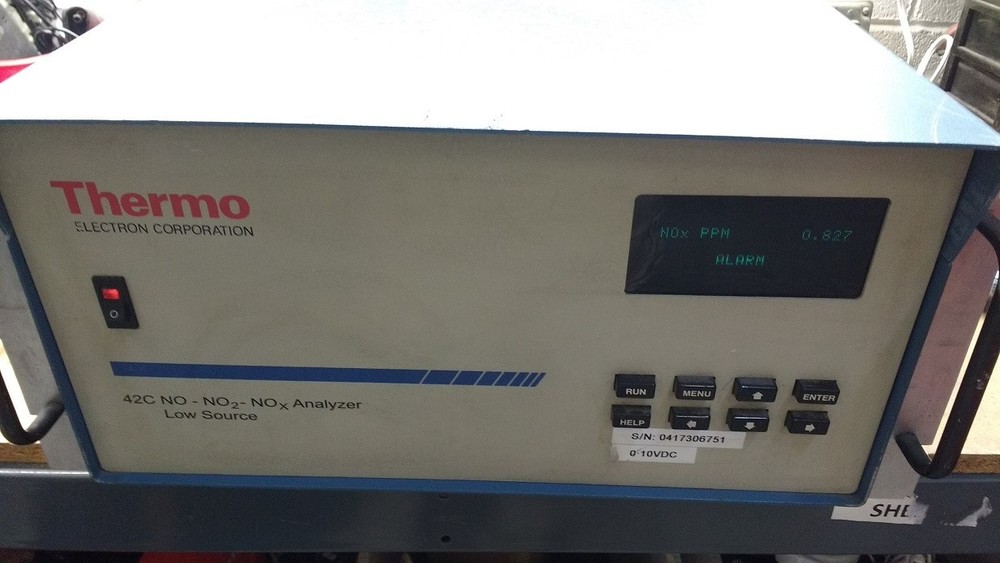 Thermo
ELECTRON CORPORATION
NOx PPM 0.827
ALARM
O
42C NO - NO₂- NOx Analyzer
Low Source
RUN MENU ENTER
HELP
S/N: 0417306751
0 10VDC